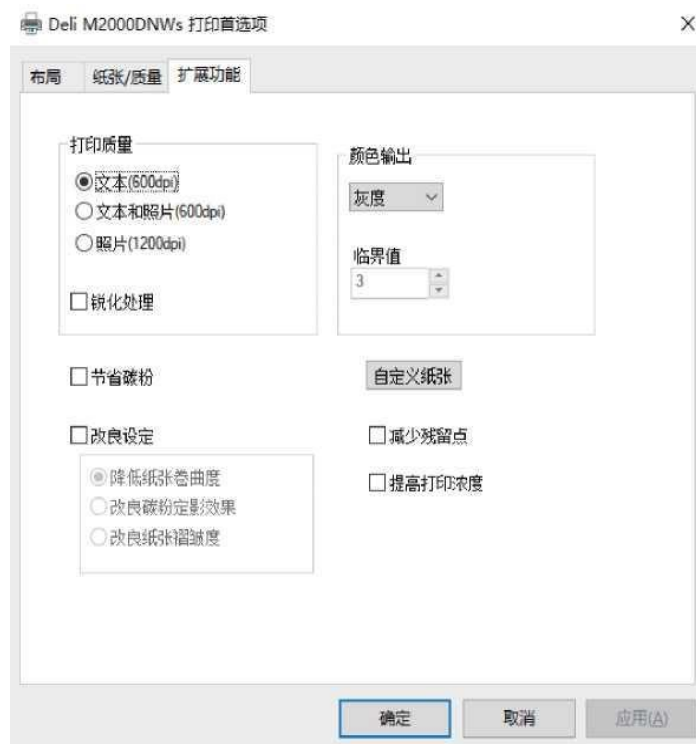 Deli M2000DNWs 打印首选项
布局 纸张/质量 扩展功能
打印质量
文本(600dpi)
文本和照片(600dpi)
照片(1200dpi)
锐化处理
颜色输出
灰度
临界值
3
节省碳粉
自定义纸张
改良设定
降低纸张卷曲度
改良碳粉定影效果
改良纸张褶皱度
减少残留点
提高打印浓度
确定 取消 应用(A)